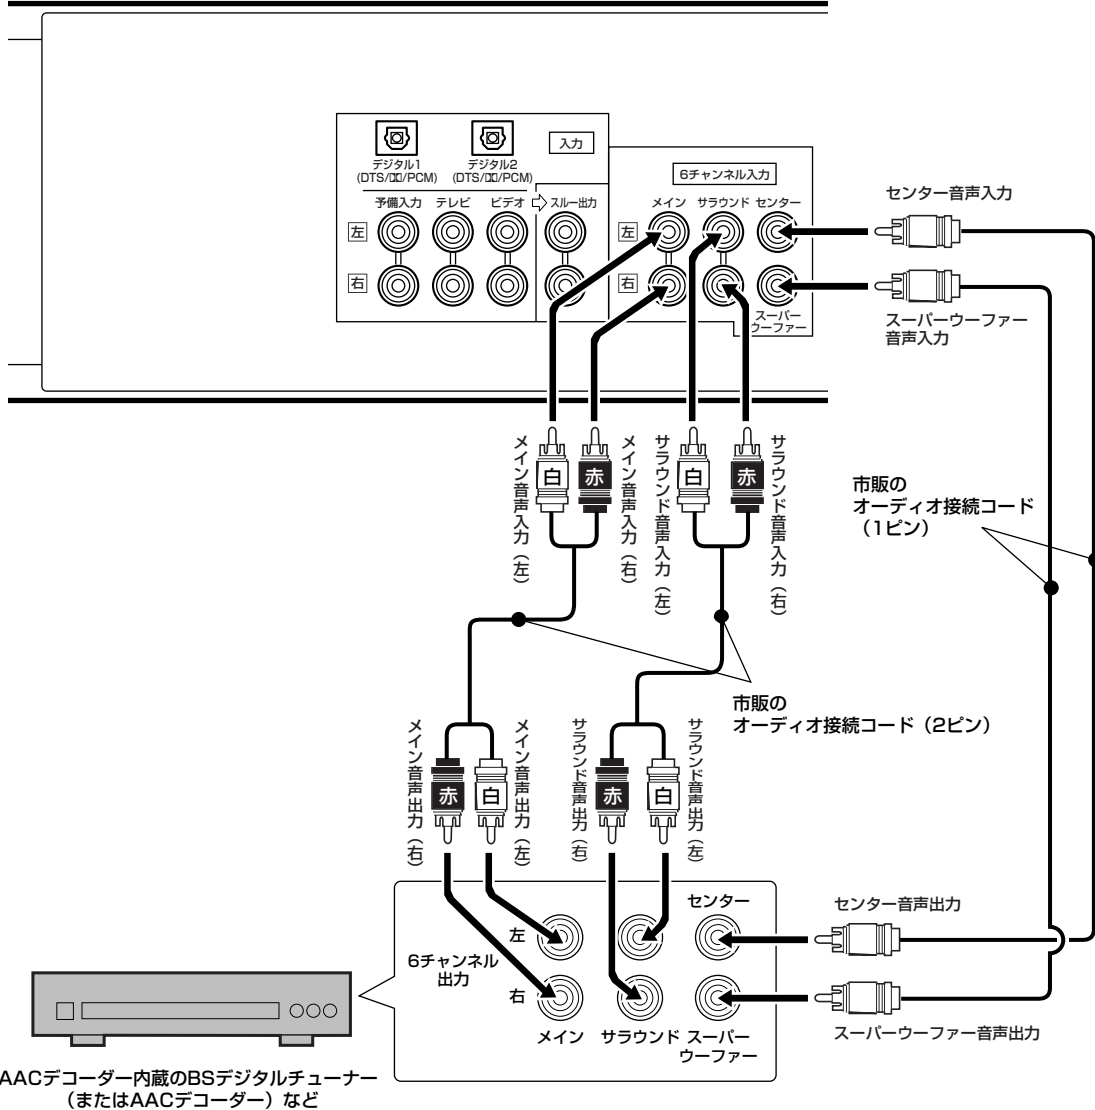 デジタル1
(DTS/DD/PCM)
デジタル2
(DTS/DD/PCM)
入力
予備入力
テレビ
ビデオ
スルー出力
左
右
6チャンネル入力
メイン
サラウンド
センター
左
右
スーパー
ウーファー
センター音声入力
スーパーウーファー
音声入力
メイン音声入力（左）
白
赤
メイン音声入力（右）
サラウンド音声入力（左）
白
赤
サラウンド音声入力（右）
市販の
オーディオ接続コード
（1ピン）
市販の
オーディオ接続コード（2ピン）
メイン音声出力（右）
赤
白
メイン音声出力（左）
サラウンド音声出力（右）
赤
白
サラウンド音声出力（左）
センター
左
6チャンネル
出力
右
メイン
サラウンド
スーパー
ウーファー
センター音声出力
スーパーウーファー音声出力
AACデコーダー内蔵のBSデジタルチューナー
（またはAACデコーダー）など